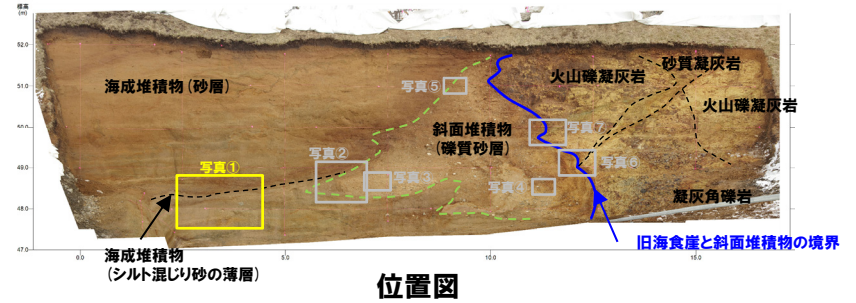 標高
(m)
52.0
51.0
50.0
49.0
48.0
47.0
0.0
5.0
10.0
15.0
海成堆積物(砂層)
写真⑤
火山礫凝灰岩
砂質凝灰岩
火山礫凝灰岩
斜面堆積物
(礫質砂層)
写真⑦
写真①
写真②
写真③
写真④
写真⑥
凝灰角礫岩
海成堆積物
(シルト混じり砂の薄層)
旧海食崖と斜面堆積物の境界
位置図